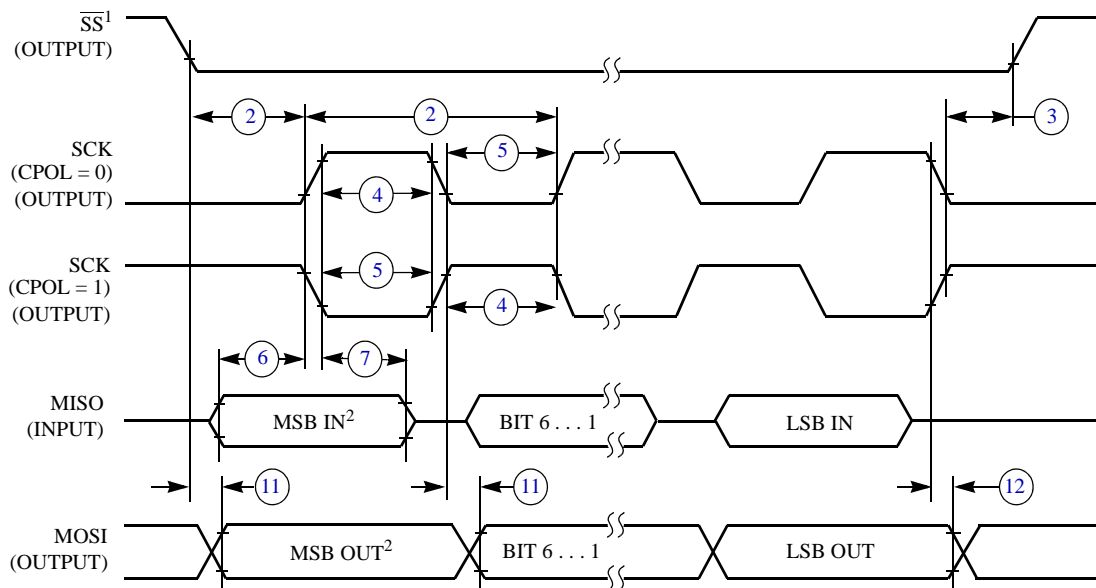 SS¹
(OUTPUT)
2
2
3
SCK
(CPOL = 0)
(OUTPUT)
5
4
SCK
(CPOL = 1)
(OUTPUT)
5
4
6
7
MISO
(INPUT)
MSB IN²
BIT 6 . . . 1
LSB IN
11
11
12
MOSI
(OUTPUT)
MSB OUT²
BIT 6 . . . 1
LSB OUT